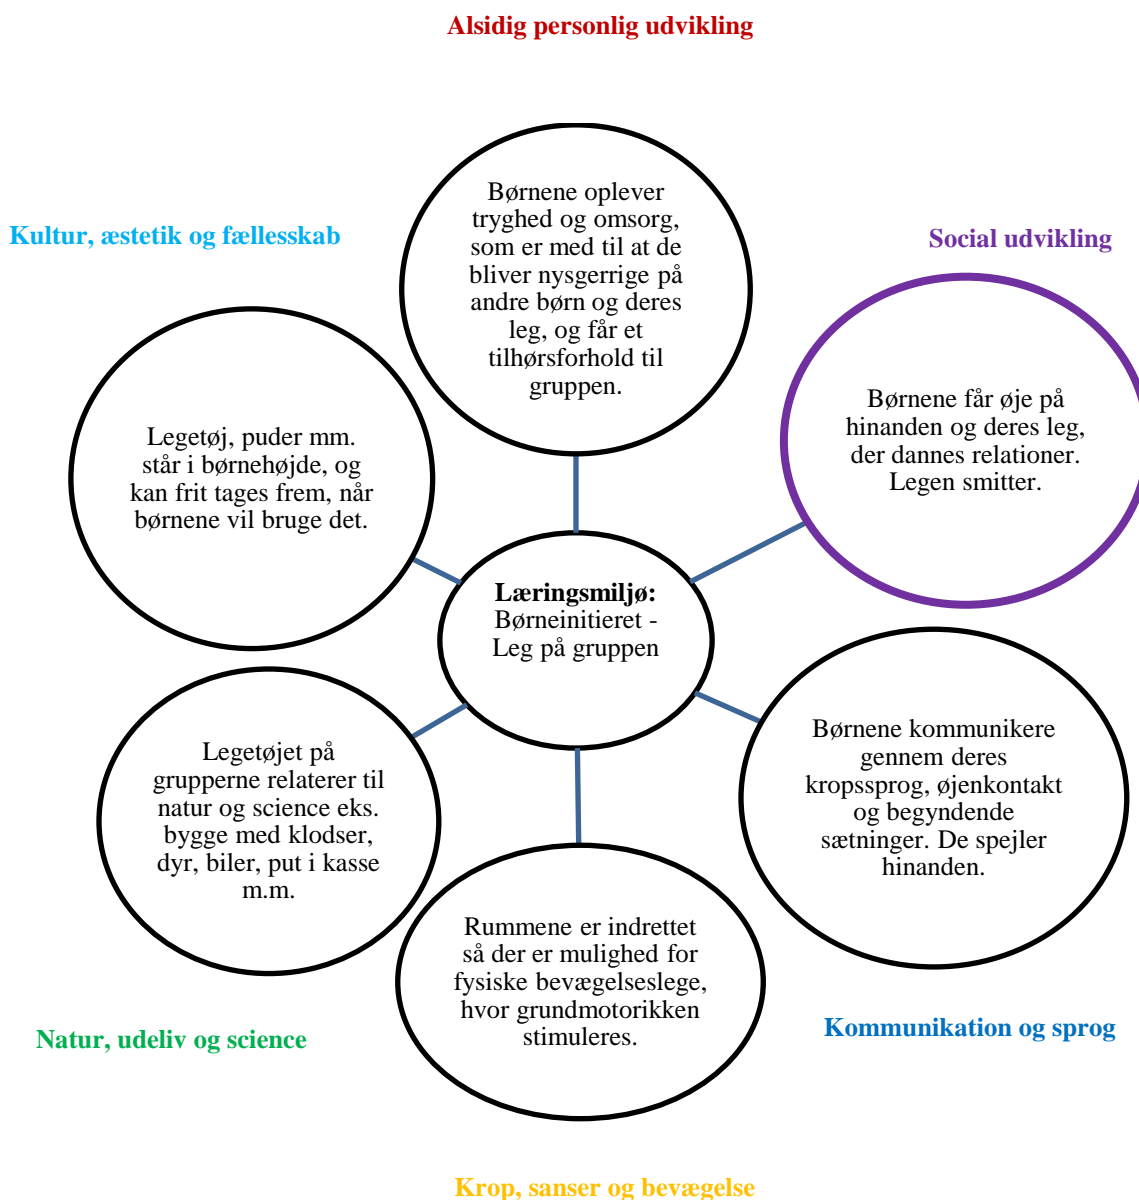 Alsidig personlig udvikling
Børnene oplever
tryghed og omsorg,
som er med til at de
bliver nysgerrige på
andre børn og deres
leg, og får et
tilhørsforhold til
gruppen.
Kultur, æstetik og fællesskab
Social udvikling
Legetøj, puder mm.
står i børnehøjde, og
kan frit tages frem, når
børnene vil bruge det.
Børnene får øje på
hinanden og deres leg,
der dannes relationer.
Legen smitter.
Læringsmiljø:
Børneinitieret -
Leg på gruppen
Legetøjet på
grupperne relaterer til
natur og science eks.
bygge med klodser,
dyr, biler, put i kasse
m.m.
Børnene kommunikere
gennem deres
kropssprog, øjenkontakt
og begyndende
sætninger. De spejler
hinanden.
Rummene er indrettet
så der er mulighed for
fysiske bevægelseslege,
hvor grundmotorikken
stimuleres.
Natur, udeliv og science
Kommunikation og sprog
Krop, sanser og bevægelse